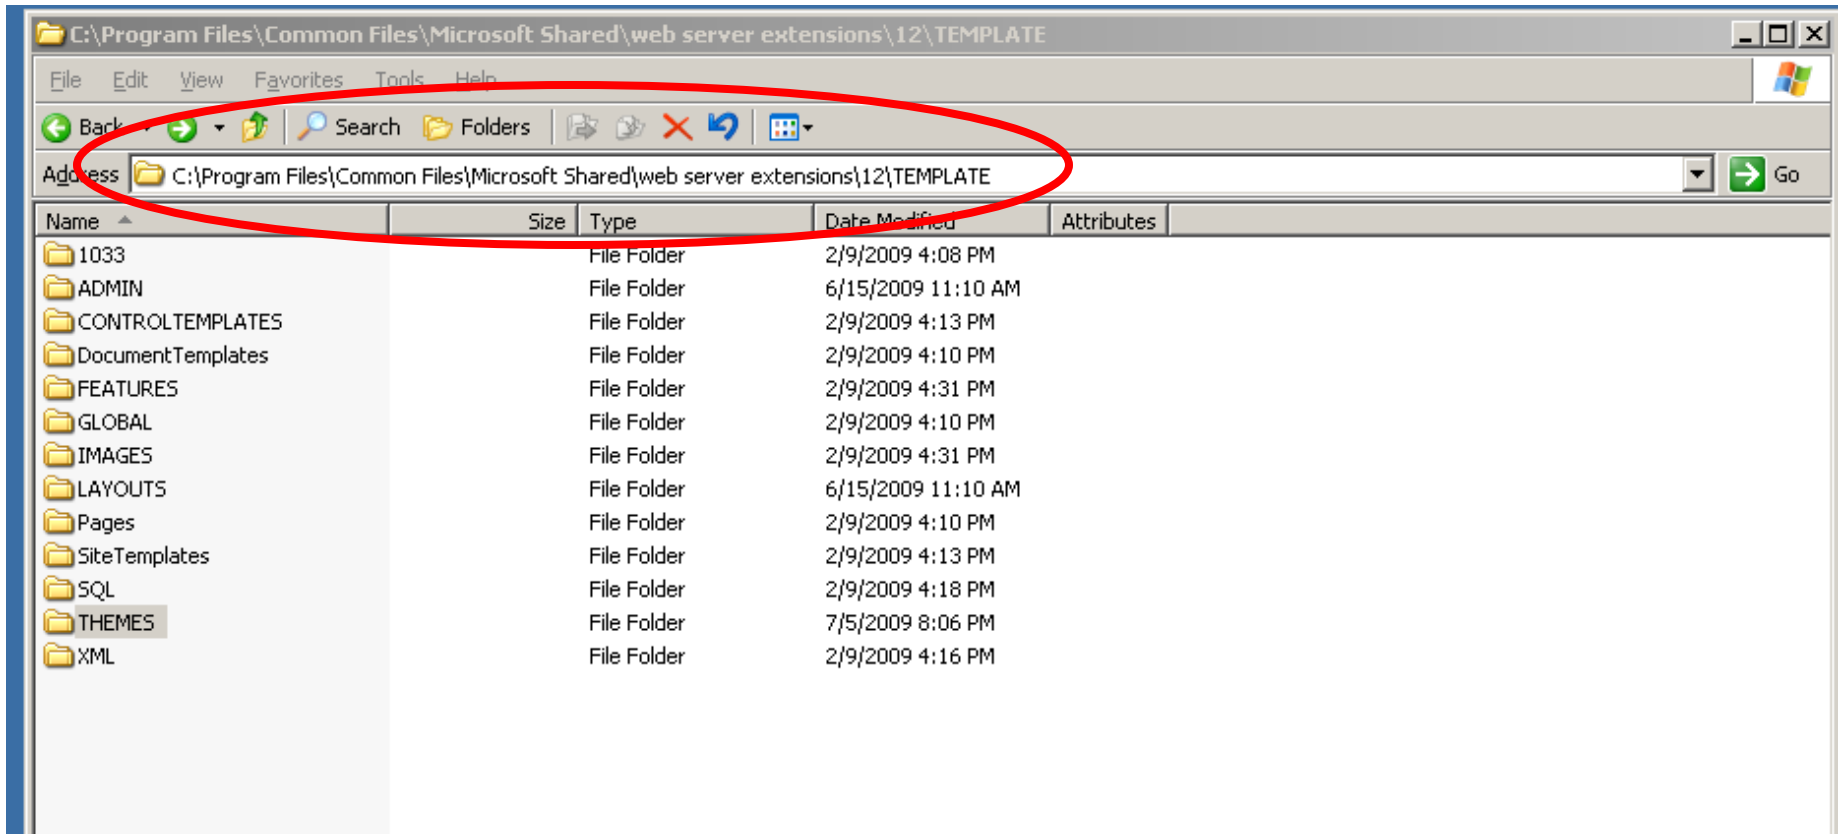 C:\Program Files\Common Files\Microsoft Shared\web server extensions\12\TEMPLATE
File Edit View Favorites Tools Help
Back Search Folders
Address C:\Program Files\Common Files\Microsoft Shared\web server extensions\12\TEMPLATE Go
Name Size Type Date Modified Attributes
1033 File Folder 2/9/2009 4:08 PM
ADMIN File Folder 6/15/2009 11:10 AM
CONTROLTEMPLATES File Folder 2/9/2009 4:13 PM
DocumentTemplates File Folder 2/9/2009 4:10 PM
FEATURES File Folder 2/9/2009 4:31 PM
GLOBAL File Folder 2/9/2009 4:10 PM
IMAGES File Folder 2/9/2009 4:31 PM
LAYOUTS File Folder 6/15/2009 11:10 AM
Pages File Folder 2/9/2009 4:10 PM
SiteTemplates File Folder 2/9/2009 4:13 PM
SQL File Folder 2/9/2009 4:18 PM
THEMES File Folder 7/5/2009 8:06 PM
XML File Folder 2/9/2009 4:16 PM